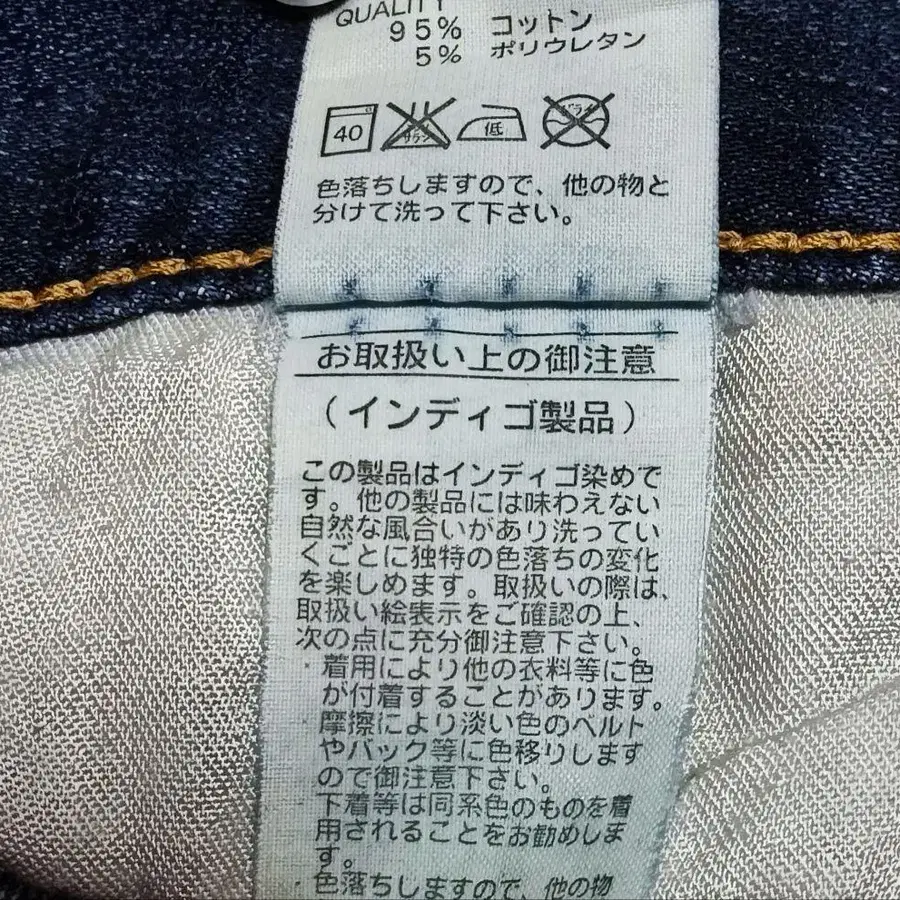 QUALITY
95% コットン
5% ポリウレタン
40 サラシ 低 ドライ
色落ちしますので、他の物と
分けて洗って下さい。
お取扱い上の御注意
(インディゴ製品)
この製品はインディゴ染めで
す。他の製品には味わえない
自然な風合いがあり洗ってい
くごとに独特の色落ちの変化
を楽しめます。取扱いの際は、
取扱い絵表示をご確認の上、
次の点に充分御注意下さい。
・着用により他の衣料等に色
が付着することがあります。
摩擦により淡い色のベルト
やバック等に色移りします
ので御注意下さい。
下着等は同系色のものを着
用されることをお勧めしま
す。
・色落ちしますので、他の物